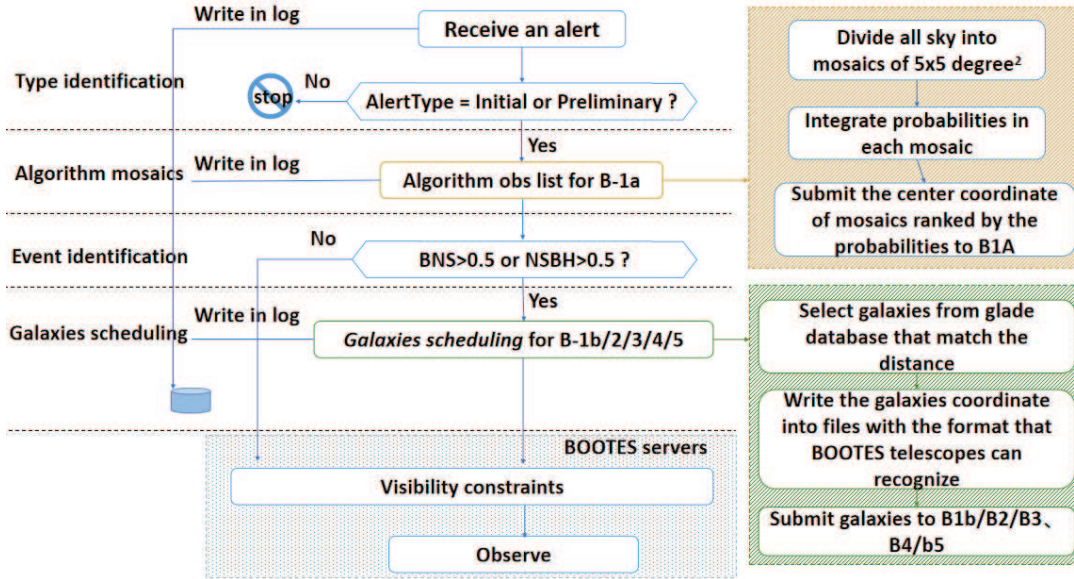 Write in log
Receive an alert
Type identification
No
stop
AlertType = Initial or Preliminary ?
Yes
Algorithm mosaics
Write in log
Algorithm obs list for B-1a
No
Event identification
BNS>0.5 or NSBH>0.5 ?
Yes
Galaxies scheduling
Write in log
Galaxies scheduling for B-1b/2/3/4/5
BOOTES servers
Visibility constraints
Observe
Divide all sky into
mosaics of 5x5 degree²
Integrate probabilities in
each mosaic
Submit the center coordinate
of mosaics ranked by the
probabilities to B1A
Select galaxies from glade
database that match the
distance
Write the galaxies coordinate
into files with the format that
BOOTES telescopes can
recognize
Submit galaxies to B1b/B2/B3、
B4/b5